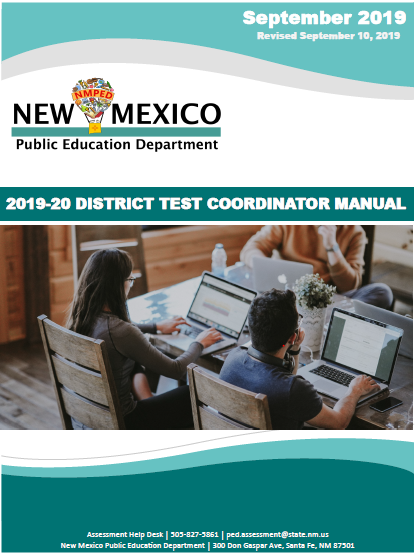 September 2019
Revised September 10, 2019
NMPED
NEW MEXICO
Public Education Department
2019-20 DISTRICT TEST COORDINATOR MANUAL
Assessment Help Desk | 505-827-5861 | ped.assessment@state.nm.us
New Mexico Public Education Department | 300 Don Gaspar Ave, Santa Fe, NM 87501